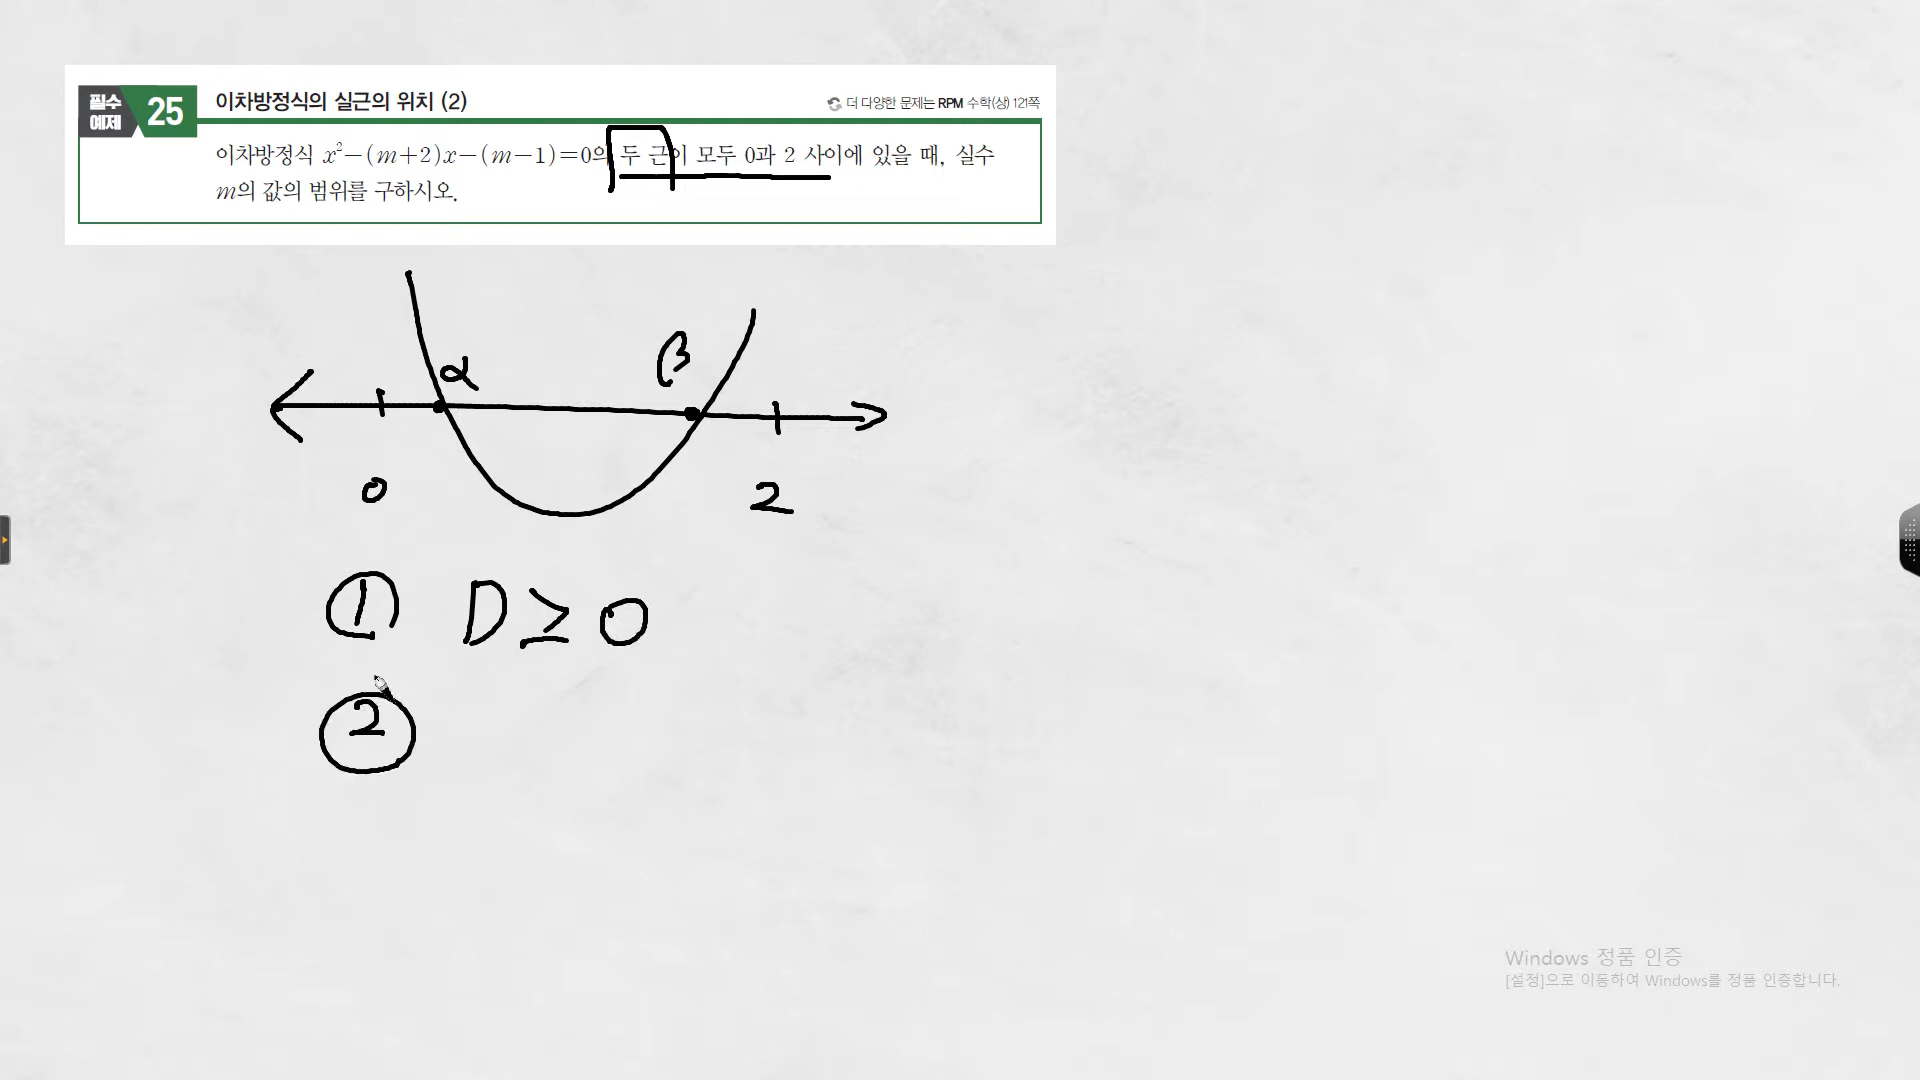 필수 예제 25 이차방정식의 실근의 위치 (2) 더 다양한 문제는 RPM 수학(상) 121쪽
이차방정식 x²-(m+2)x-(m-1)=0의 두 근이 모두 0과 2 사이에 있을 때, 실수
m의 값의 범위를 구하시오.
α β
0 2
① D ≥ 0
②
Windows 정품 인증
[설정]으로 이동하여 Windows를 정품 인증합니다.